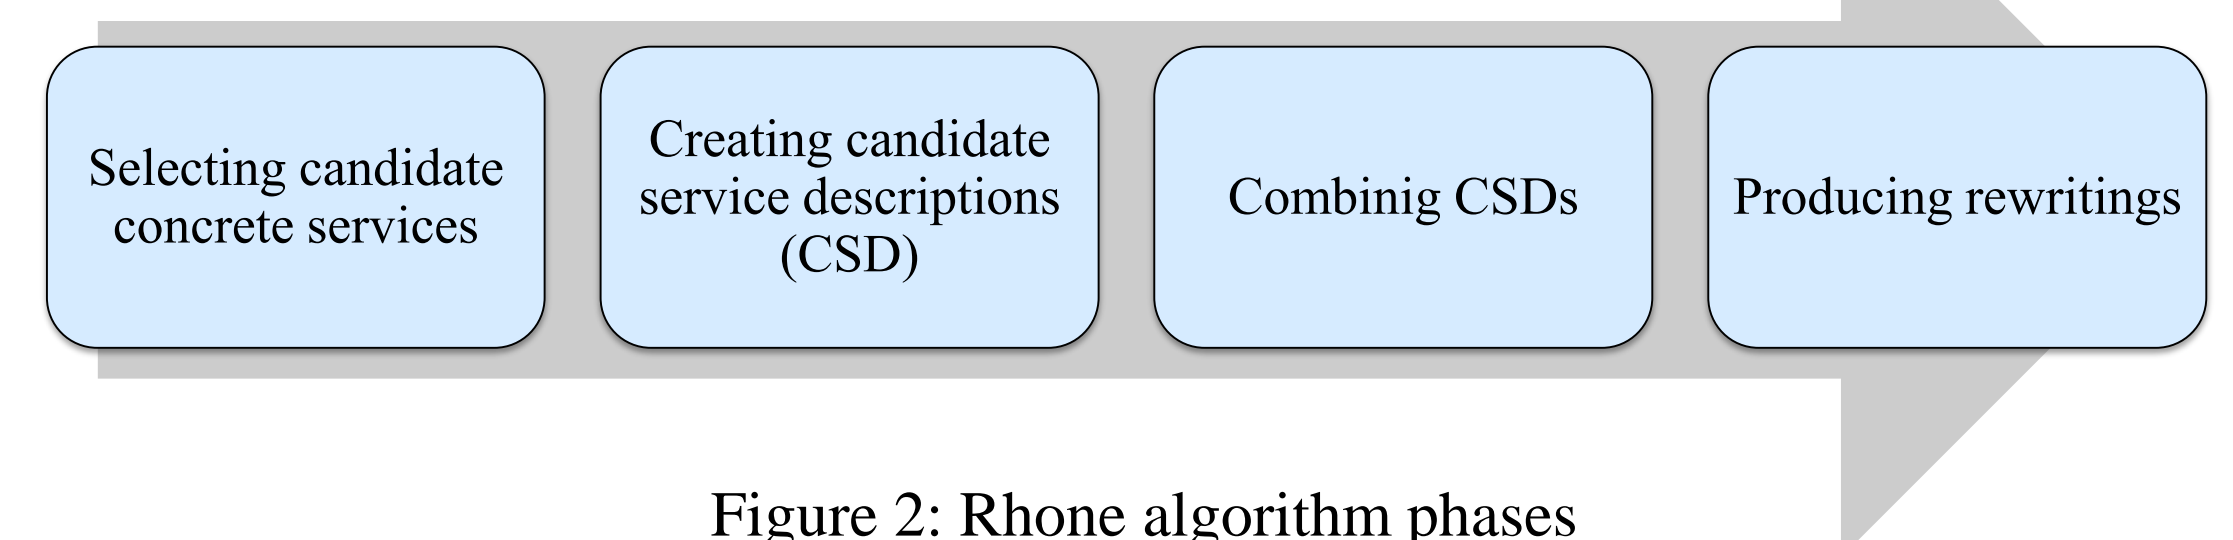 Selecting candidate
concrete services
Creating candidate
service descriptions
(CSD)
Combinig CSDs
Producing rewritings
Figure 2: Rhone algorithm phases